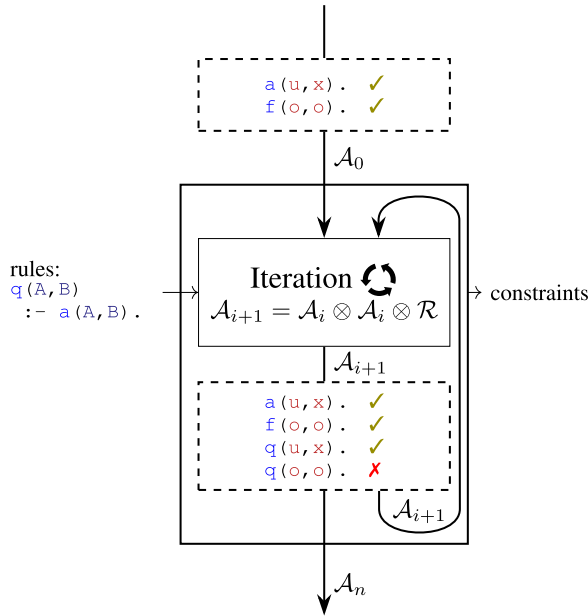 a(u,x). ✓
f(o,o). ✓
𝒜₀
rules:
q(A,B)
:- a(A,B).
Iteration
𝒜ᵢ₊₁ = 𝒜ᵢ ⊗ 𝒜ᵢ ⊗ ℛ
constraints
𝒜ᵢ₊₁
a(u,x). ✓
f(o,o). ✓
q(u,x). ✓
q(o,o). ✗
𝒜ᵢ₊₁
𝒜ₙ